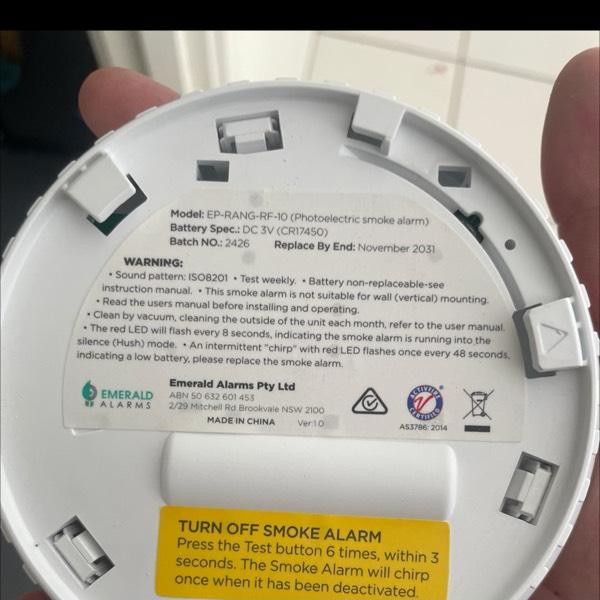 Model: EP-RANG-RF-10 (Photoelectric smoke alarm)
Battery Spec.: DC 3V (CR17450)
Batch NO.: 2426 Replace By End: November 2031
WARNING:
• Sound pattern: ISO8201 • Test weekly. • Battery non-replaceable-see
instruction manual. • This smoke alarm is not suitable for wall (vertical) mounting.
• Read the users manual before installing and operating.
• Clean by vacuum, cleaning the outside of the unit each month, refer to the user manual.
• The red LED will flash every 8 seconds, indicating the smoke alarm is running into the
silence (Hush) mode. • An intermittent "chirp" with red LED flashes once every 48 seconds,
indicating a low battery, please replace the smoke alarm.
EMERALD
ALARMS
Emerald Alarms Pty Ltd
ABN 50 632 601 453
2/29 Mitchell Rd Brookvale NSW 2100
MADE IN CHINA Ver:1.0
ACTIVFIRE
CERTIFIED
AS3786: 2014
TURN OFF SMOKE ALARM
Press the Test button 6 times, within 3
seconds. The Smoke Alarm will chirp
once when it has been deactivated.